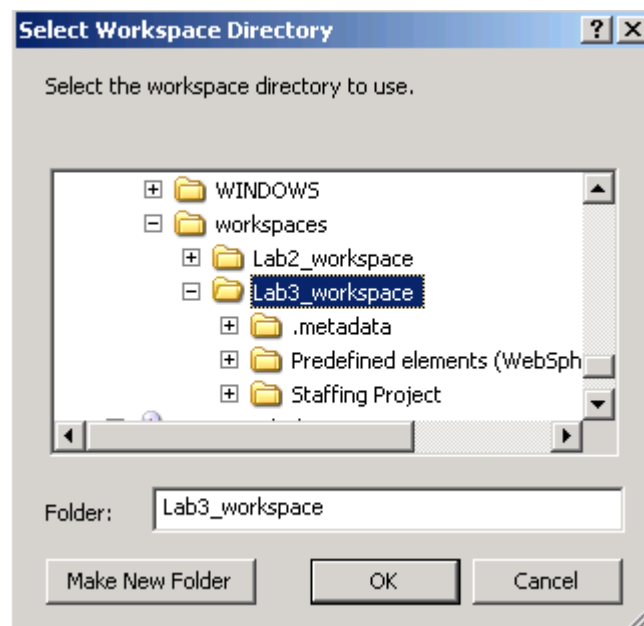 Select Workspace Directory
Select the workspace directory to use.
WINDOWS
workspaces
Lab2_workspace
Lab3_workspace
.metadata
Predefined elements (WebSph
Staffing Project
Folder: Lab3_workspace
Make New Folder OK Cancel